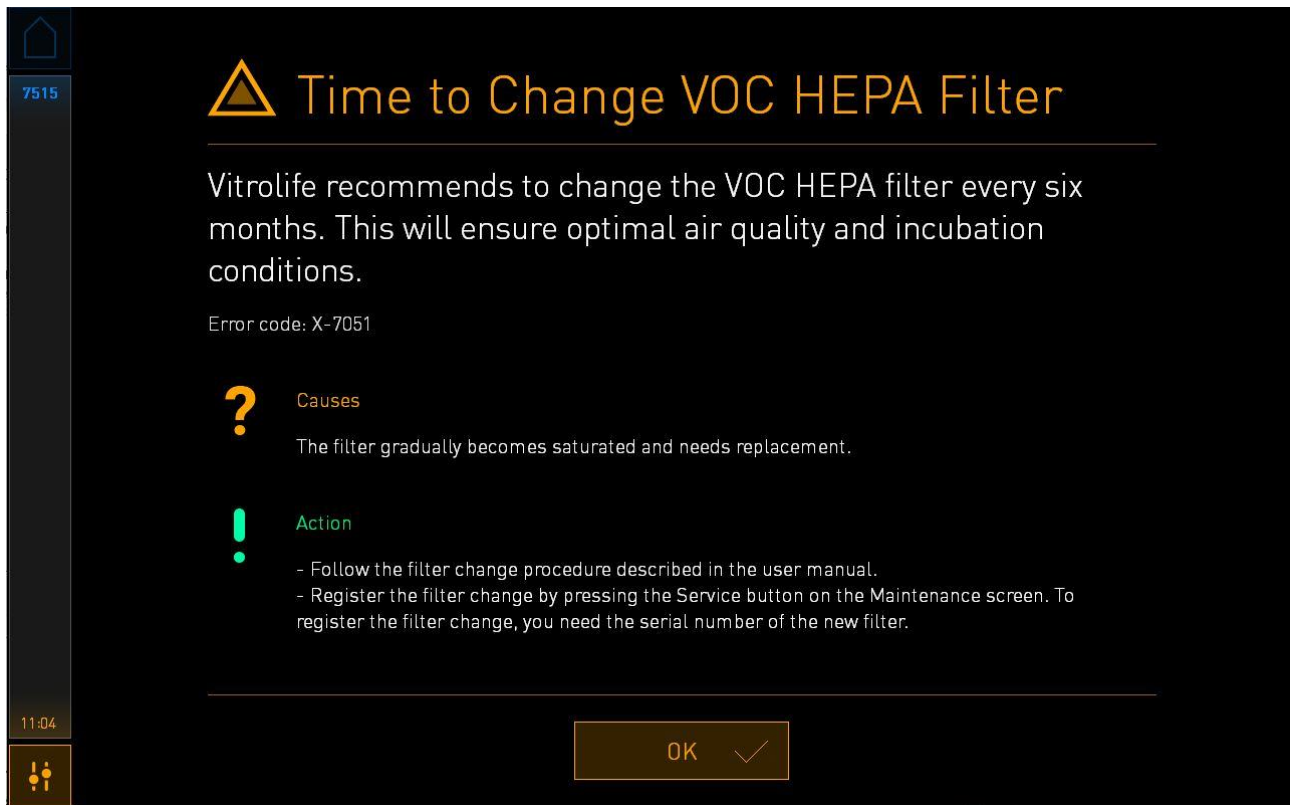 7515
Time to Change VOC HEPA Filter
Vitrolife recommends to change the VOC HEPA filter every six
months. This will ensure optimal air quality and incubation
conditions.
Error code: X-7051
?
Causes
The filter gradually becomes saturated and needs replacement.
!
Action
- Follow the filter change procedure described in the user manual.
- Register the filter change by pressing the Service button on the Maintenance screen. To
register the filter change, you need the serial number of the new filter.
11:04
OK